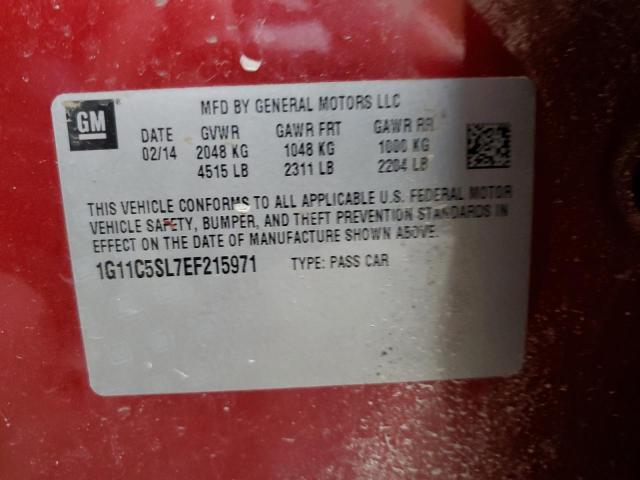 GM
MFD BY GENERAL MOTORS LLC
DATE GVWR GAWR FRT GAWR RR
02/14 2048 KG 1048 KG 1000 KG
4515 LB 2311 LB 2204 LB
THIS VEHICLE CONFORMS TO ALL APPLICABLE U.S. FEDERAL MOTOR
VEHICLE SAFETY, BUMPER, AND THEFT PREVENTION STANDARDS IN
EFFECT ON THE DATE OF MANUFACTURE SHOWN ABOVE.
1G11C5SL7EF215971 TYPE: PASS CAR